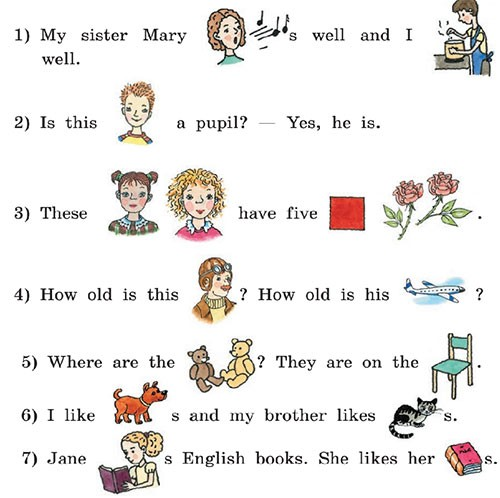 1) My sister Mary s well and I
well.
2) Is this a pupil? — Yes, he is.
3) These have five .
4) How old is this ? How old is his ?
5) Where are the ? They are on the .
6) I like s and my brother likes s.
7) Jane s English books. She likes her s.